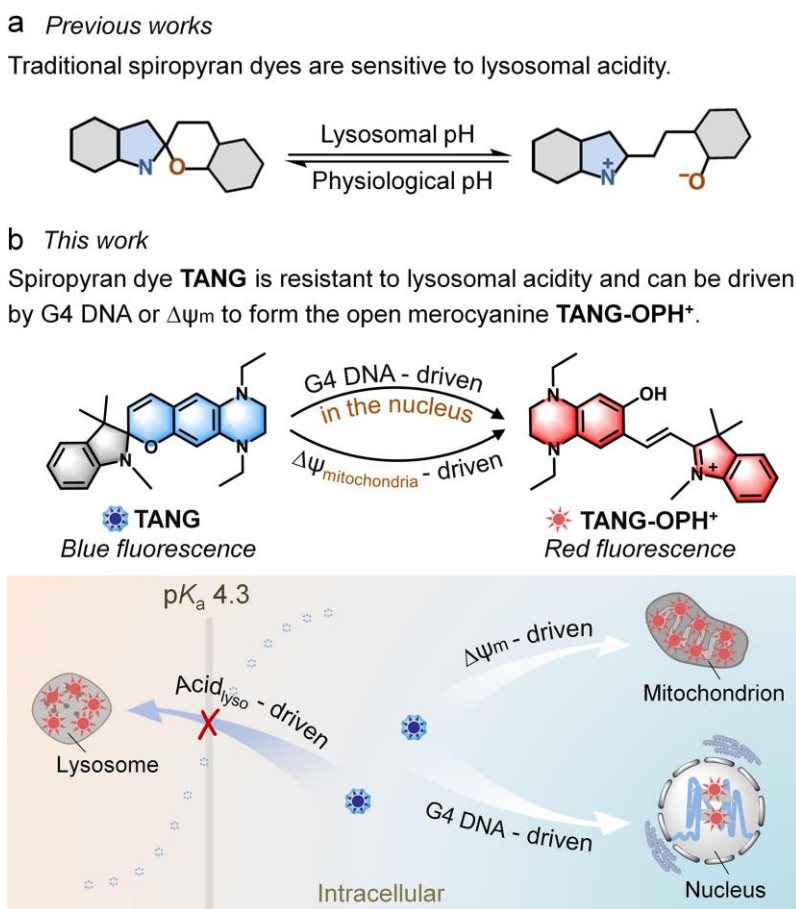 a Previous works
Traditional spiropyran dyes are sensitive to lysosomal acidity.
Lysosomal pH
Physiological pH
N
O
N
+
−O
b This work
Spiropyran dye TANG is resistant to lysosomal acidity and can be driven
by G4 DNA or Δψm to form the open merocyanine TANG-OPH⁺.
G4 DNA - driven
in the nucleus
Δψmitochondria - driven
N
O
N
N
N
OH
N
N
+
TANG
Blue fluorescence
TANG-OPH⁺
Red fluorescence
pKa 4.3
Acidlyso - driven
Lysosome
Δψm - driven
Mitochondrion
G4 DNA - driven
Nucleus
Intracellular